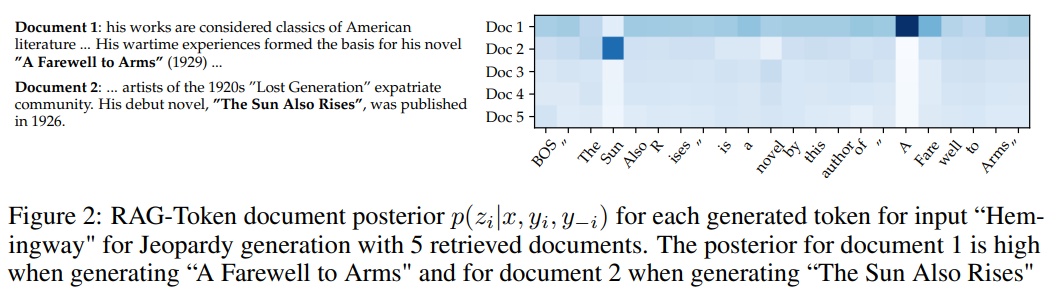 Document 1: his works are considered classics of American
literature ... His wartime experiences formed the basis for his novel
"A Farewell to Arms" (1929) ...
Document 2: ... artists of the 1920s "Lost Generation" expatriate
community. His debut novel, "The Sun Also Rises", was published
in 1926.
Doc 1
Doc 2
Doc 3
Doc 4
Doc 5
BOS " The Sun Also R ises " is a novel by this author of " A Fare well to Arms "
Figure 2: RAG-Token document posterior p(z_i|x, y_i, y_{-i}) for each generated token for input “Hem-
ingway" for Jeopardy generation with 5 retrieved documents. The posterior for document 1 is high
when generating “A Farewell to Arms" and for document 2 when generating “The Sun Also Rises"